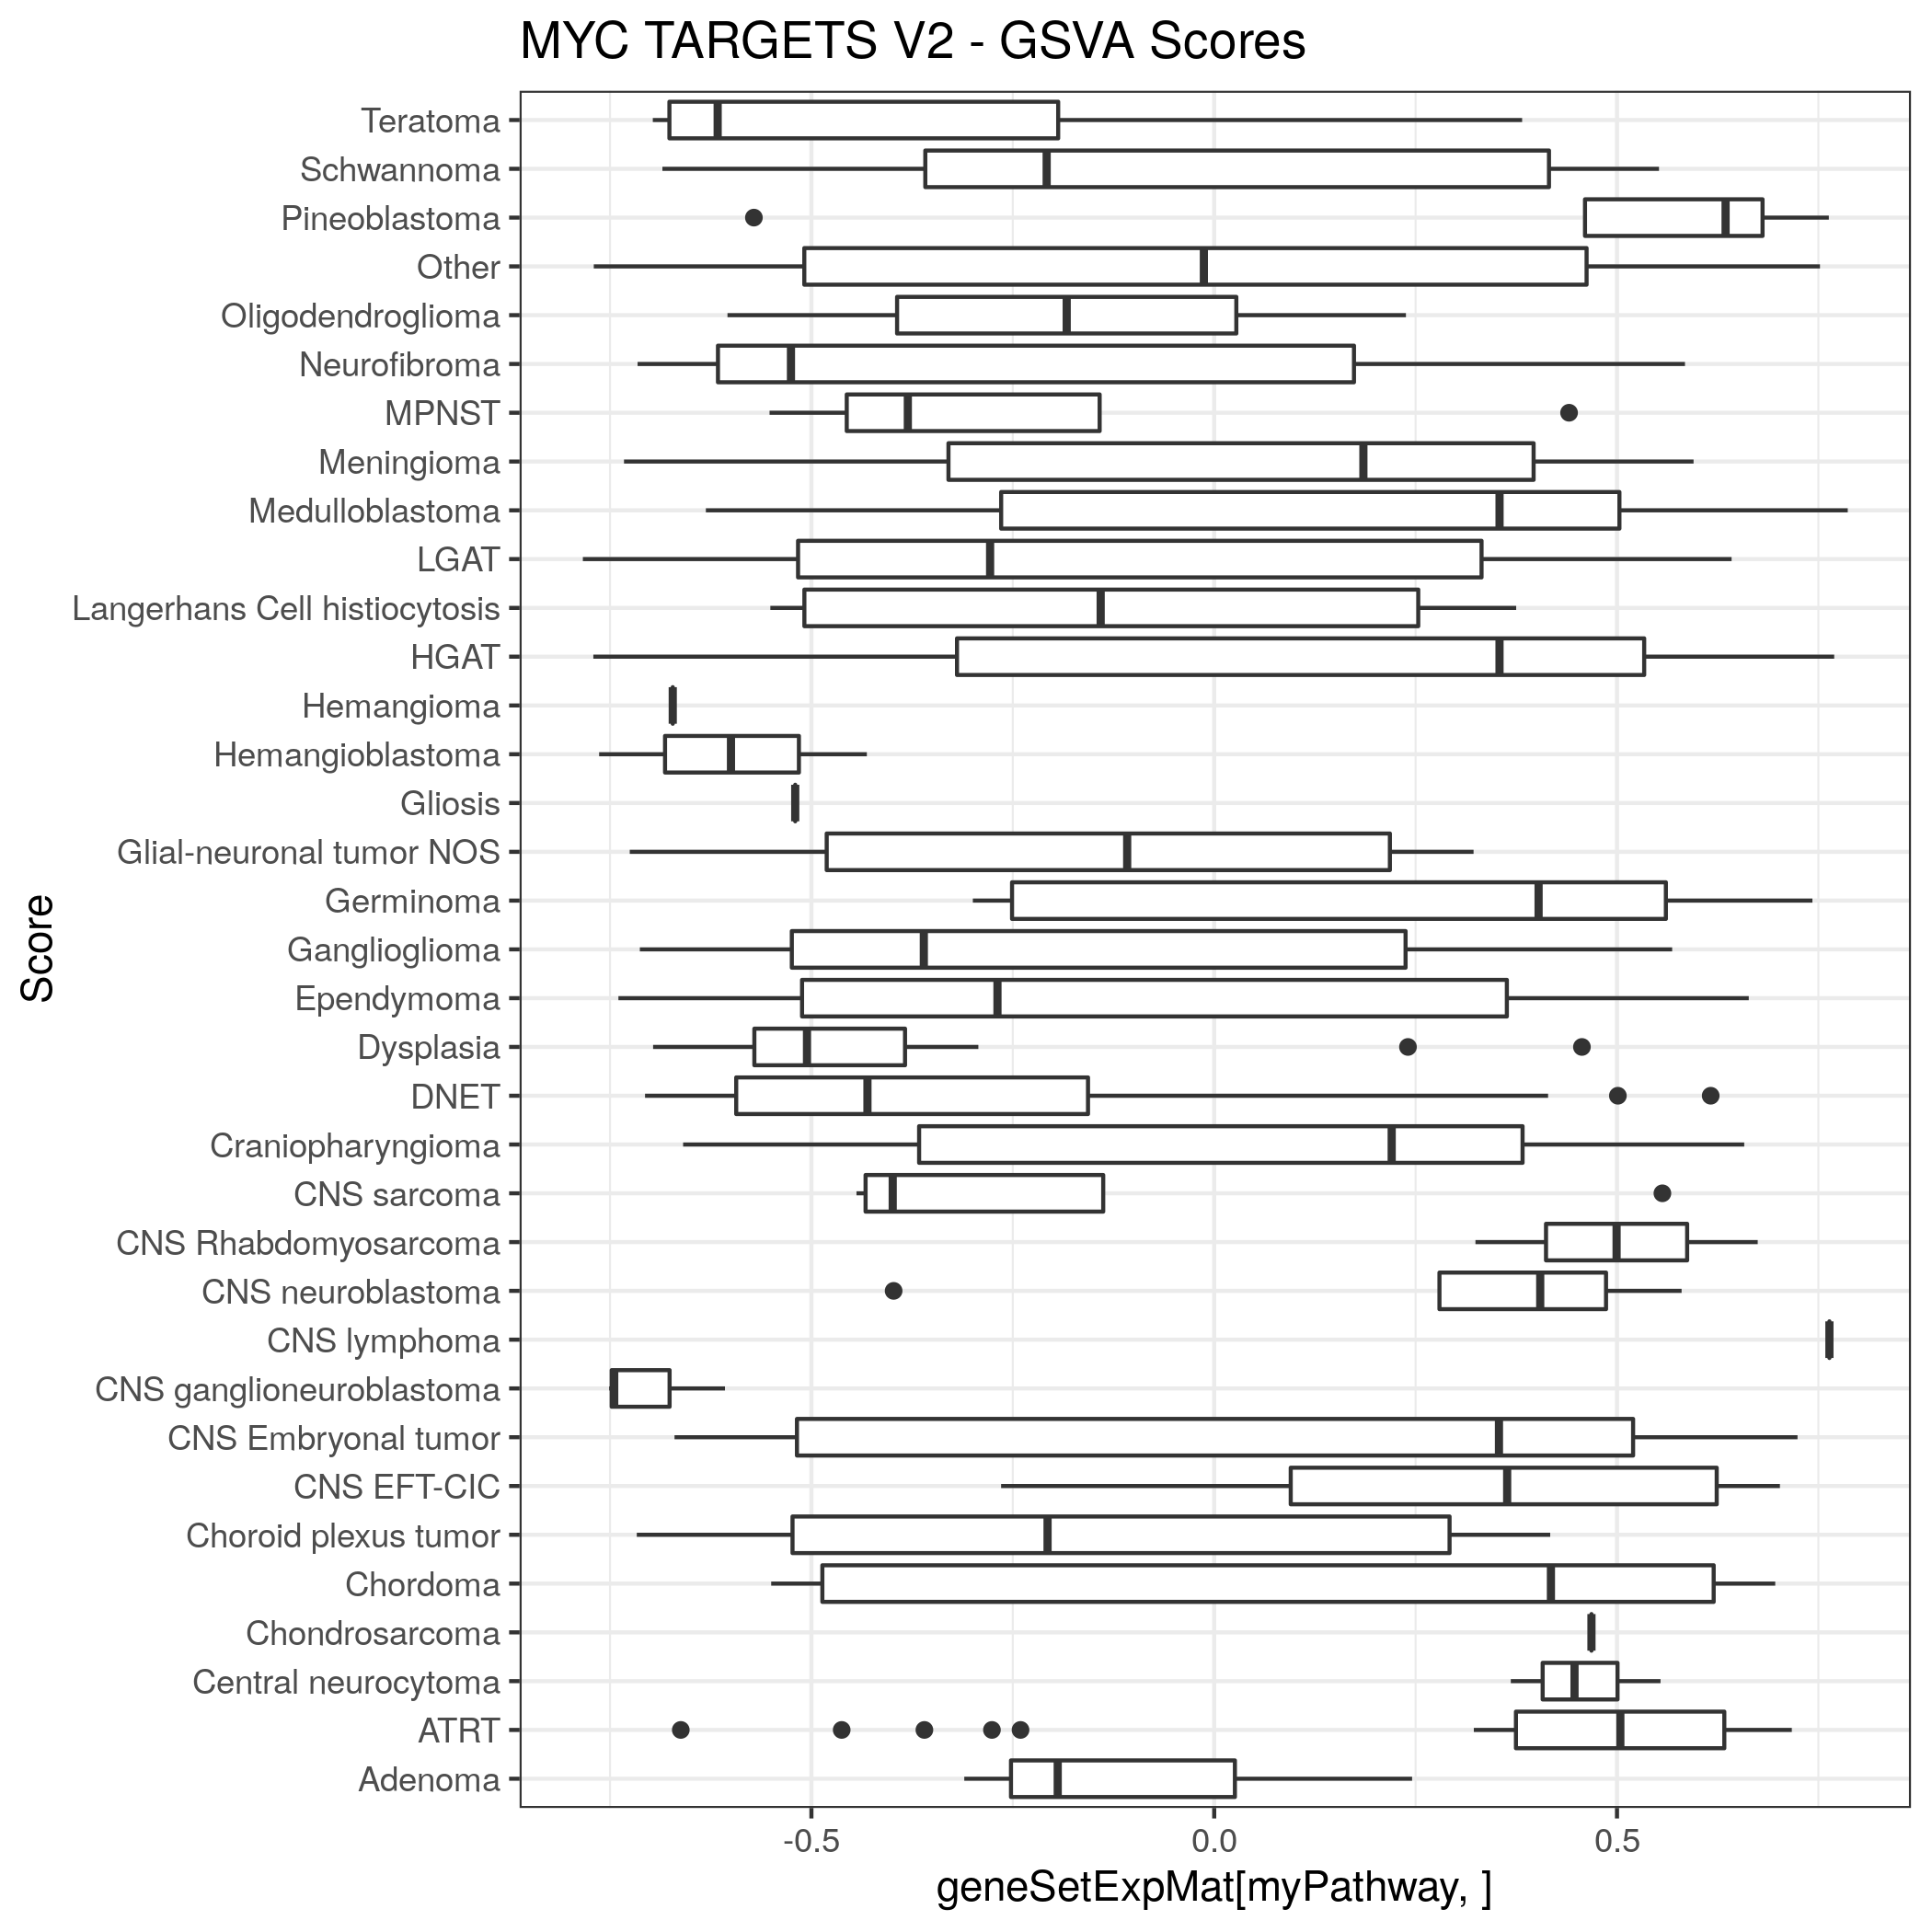 MYC TARGETS V2 - GSVA Scores
Teratoma
Schwannoma
Pineoblastoma
Other
Oligodendroglioma
Neurofibroma
MPNST
Meningioma
Medulloblastoma
LGAT
Langerhans Cell histiocytosis
HGAT
Hemangioma
Hemangioblastoma
Gliosis
Glial-neuronal tumor NOS
Germinoma
Ganglioglioma
Ependymoma
Dysplasia
DNET
Craniopharyngioma
CNS sarcoma
CNS Rhabdomyosarcoma
CNS neuroblastoma
CNS lymphoma
CNS ganglioneuroblastoma
CNS Embryonal tumor
CNS EFT-CIC
Choroid plexus tumor
Chordoma
Chondrosarcoma
Central neurocytoma
ATRT
Adenoma
Score
-0.5 0.0 0.5
geneSetExpMat[myPathway, ]